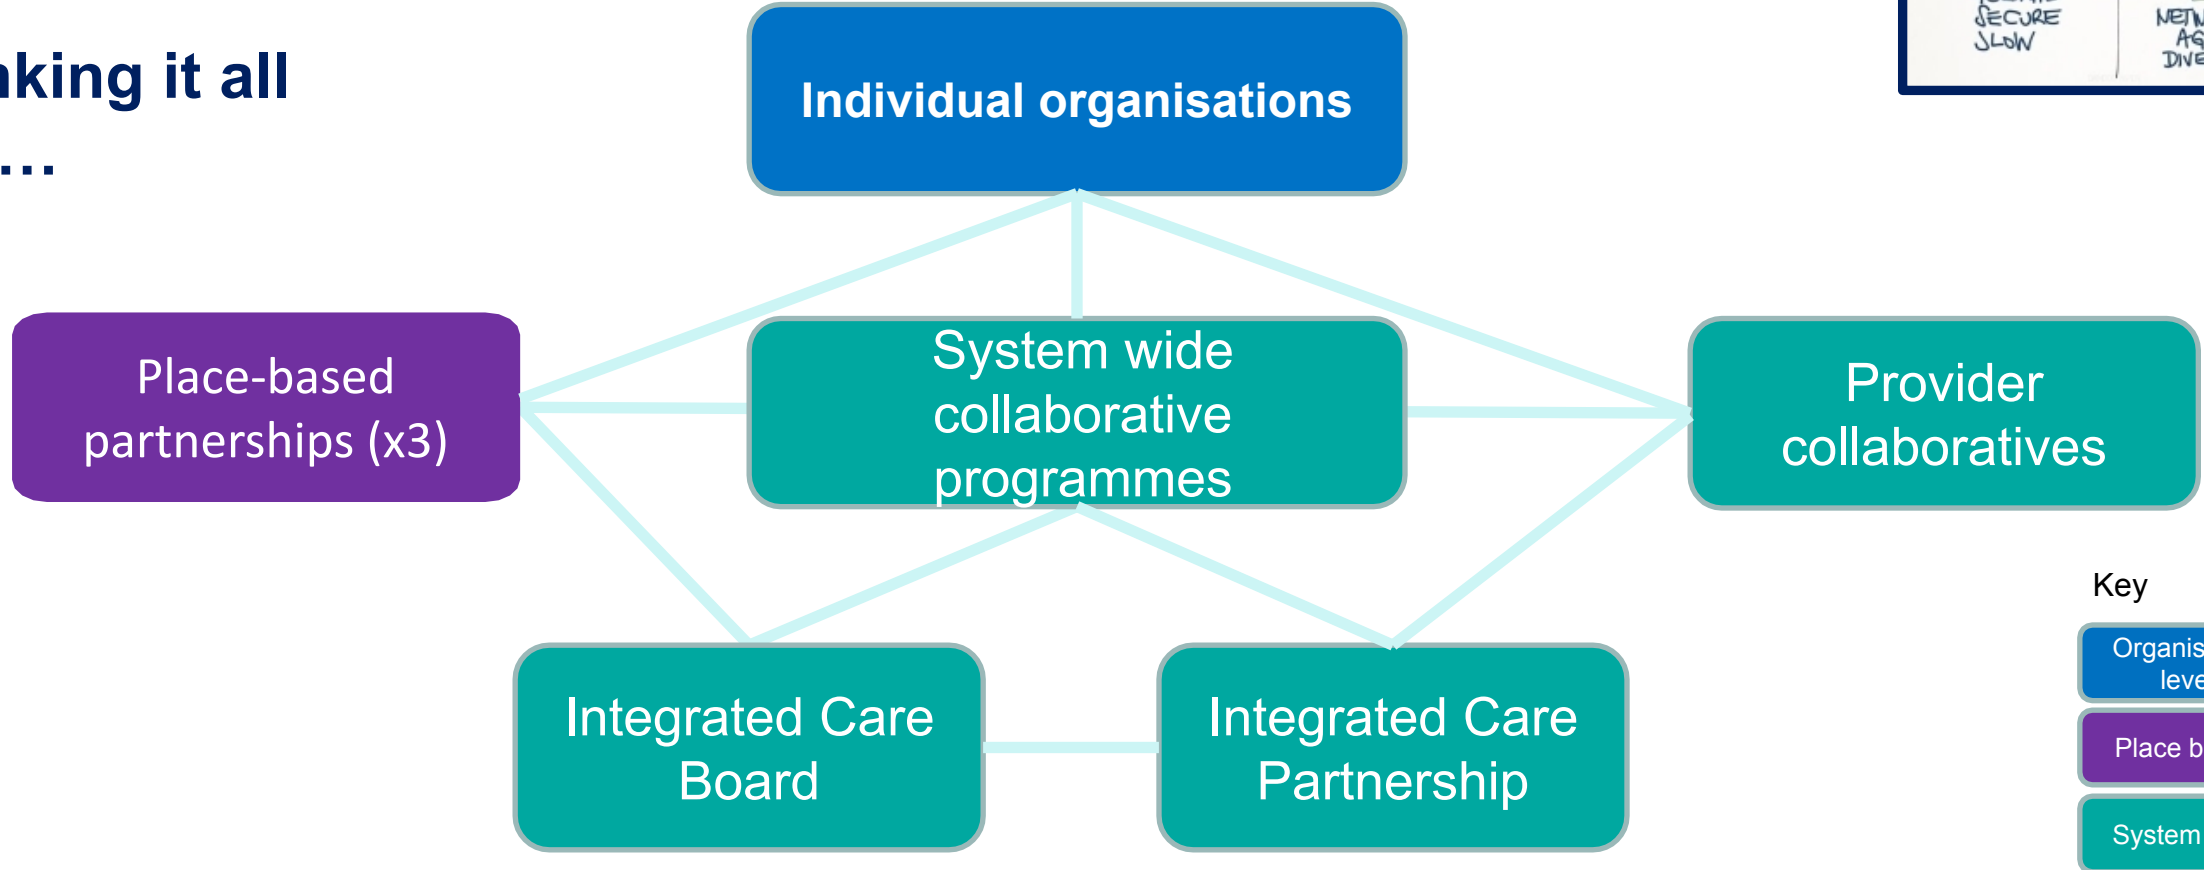 king it all
…
SECURE
SLOW
Individual organisations
Place-based
partnerships (x3)
System wide
collaborative
programmes
Provider
collaboratives
Integrated Care
Board
Integrated Care
Partnership
Key
Organis
leve
Place b
System